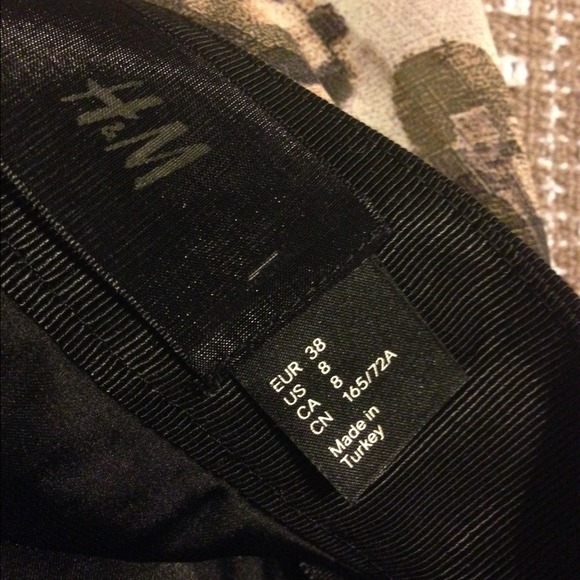 H&M
EUR 38
US 8
CA 8
CN 165/72A
Made in
Turkey